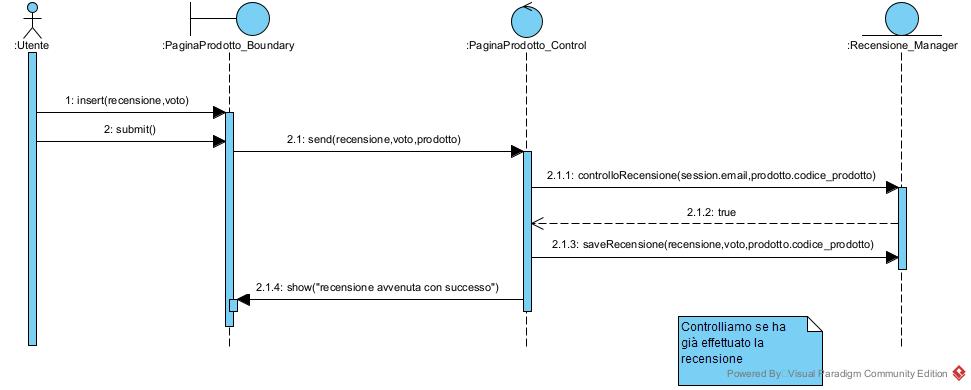 :Utente
:PaginaProdotto_Boundary
:PaginaProdotto_Control
:Recensione_Manager
1: insert(recensione,voto)
2: submit()
2.1: send(recensione,voto,prodotto)
2.1.1: controlloRecensione(session.email,prodotto.codice_prodotto)
2.1.2: true
2.1.3: saveRecensione(recensione,voto,prodotto.codice_prodotto)
2.1.4: show("recensione avvenuta con successo")
Controlliamo se ha
già effettuato la
recensione
Powered By: Visual Paradigm Community Edition